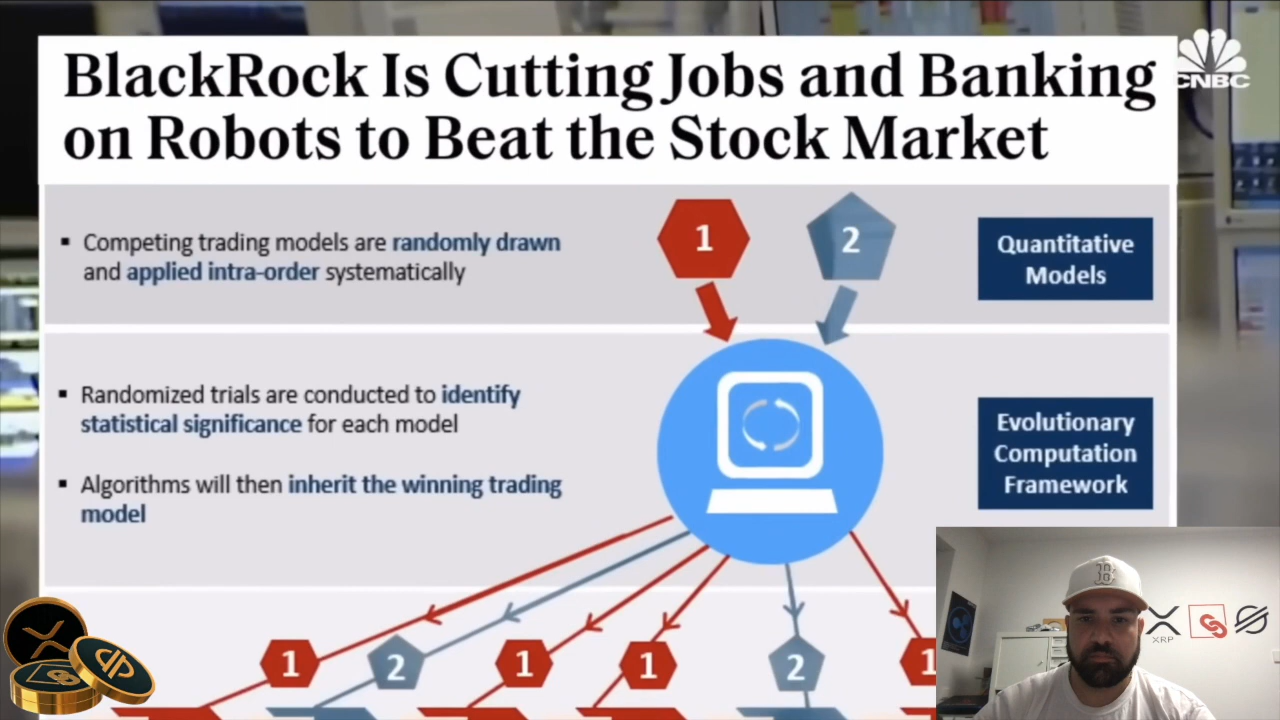 BlackRock Is Cutting Jobs and Banking
on Robots to Beat the Stock Market
CNBC
▪ Competing trading models are randomly drawn
and applied intra-order systematically
1
2
Quantitative
Models
▪ Randomized trials are conducted to identify
statistical significance for each model
▪ Algorithms will then inherit the winning trading
model
Evolutionary
Computation
Framework
1
2
1
1
2
1
B
XRP